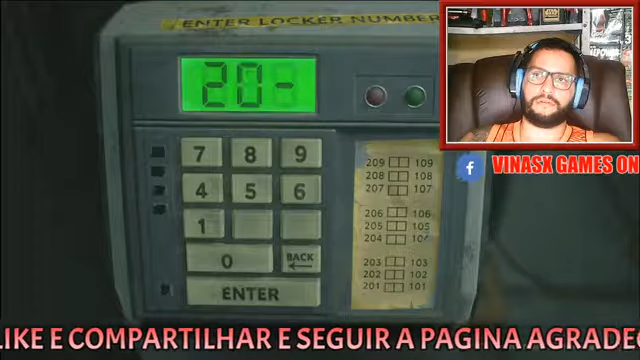 ENTER LOCKER NUMBER
20-
7 8 9
4 5 6
1
0 BACK
ENTER
209 109
208 108
207 107
206 106
205 105
204 104
203 103
202 102
201 101
VINASX GAMES ON
LIKE E COMPARTILHAR E SEGUIR A PAGINA AGRADE